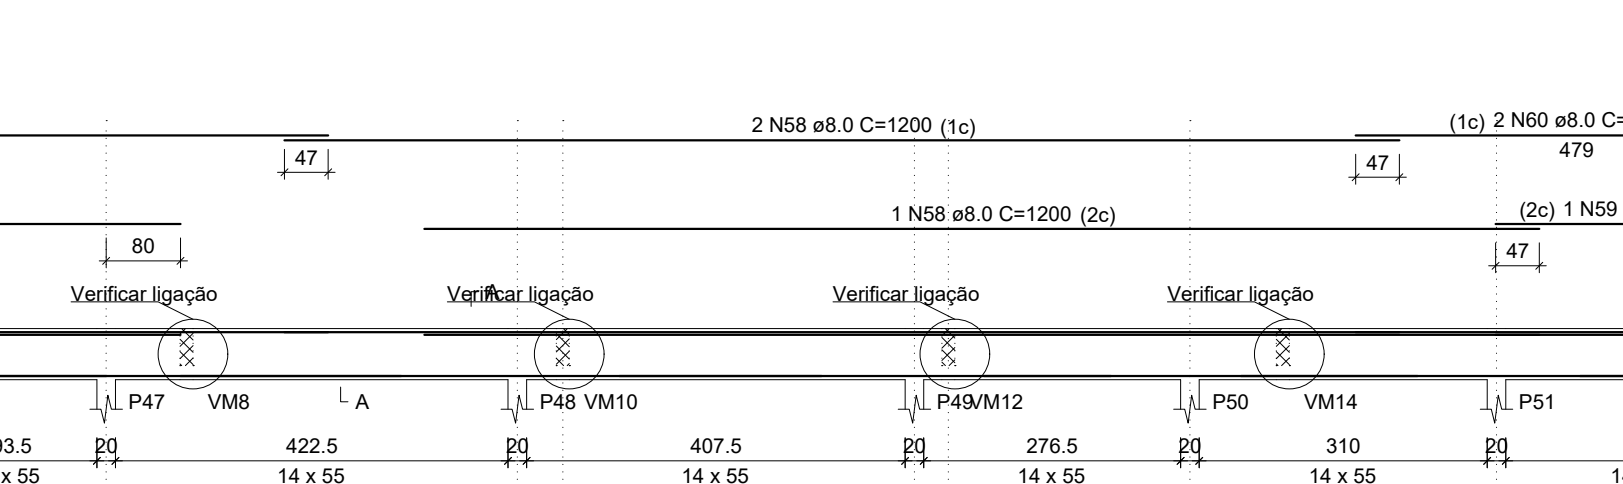 2 N58 ø8.0 C=1200 (1c)
(1c) 2 N60 ø8.0 C=
479
47
47
1 N58 ø8.0 C=1200 (2c)
(2c) 1 N59
80
47
Verificar ligação
Verificar ligação
A
Verificar ligação
Verificar ligação
P47
VM8
A
P48
VM10
P49
VM12
P50
VM14
P51
93.5
20
422.5
20
407.5
20
276.5
20
310
20
x 55
14 x 55
14 x 55
14 x 55
14 x 55